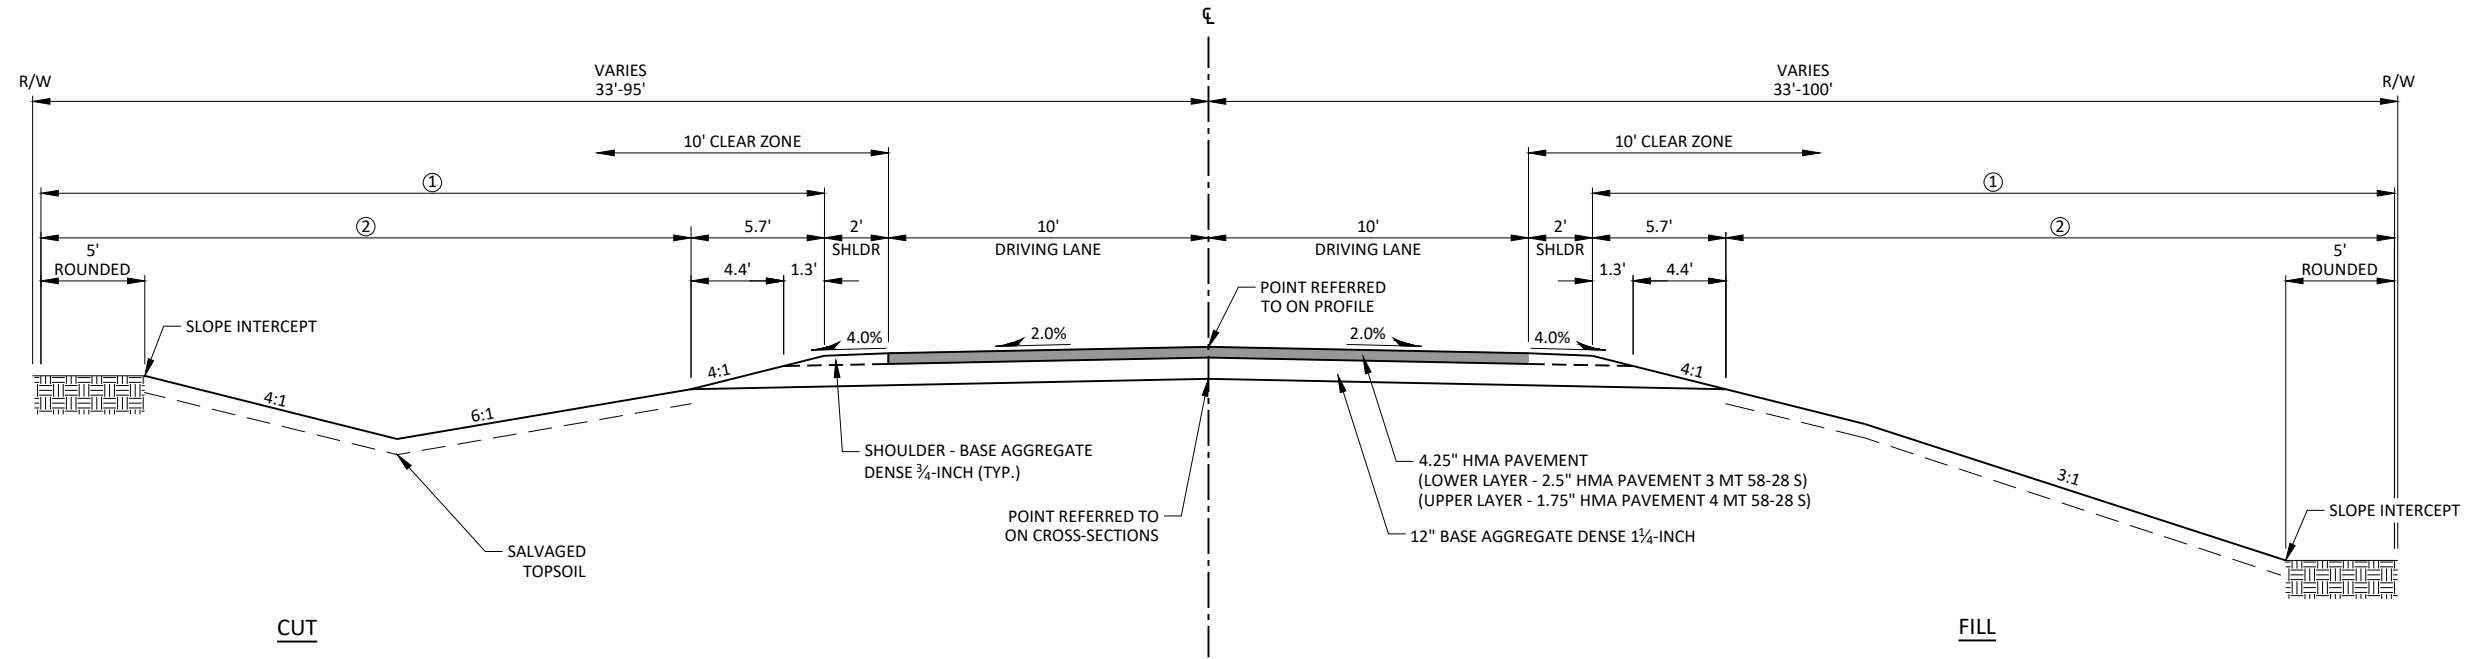 ℄
R/W
VARIES
33'-95'
VARIES
33'-100'
R/W
10' CLEAR ZONE
10' CLEAR ZONE
①
①
②
5.7'
2'
SHLDR
10'
DRIVING LANE
10'
DRIVING LANE
2'
SHLDR
5.7'
②
5'
ROUNDED
4.4'
1.3'
1.3'
4.4'
5'
ROUNDED
POINT REFERRED
TO ON PROFILE
SLOPE INTERCEPT
4.0%
2.0%
2.0%
4.0%
4:1
4:1
4:1
6:1
SHOULDER - BASE AGGREGATE
DENSE ¾-INCH (TYP.)
4.25" HMA PAVEMENT
(LOWER LAYER - 2.5" HMA PAVEMENT 3 MT 58-28 S)
(UPPER LAYER - 1.75" HMA PAVEMENT 4 MT 58-28 S)
3:1
POINT REFERRED TO
ON CROSS-SECTIONS
12" BASE AGGREGATE DENSE 1¼-INCH
SLOPE INTERCEPT
SALVAGED
TOPSOIL
CUT
FILL